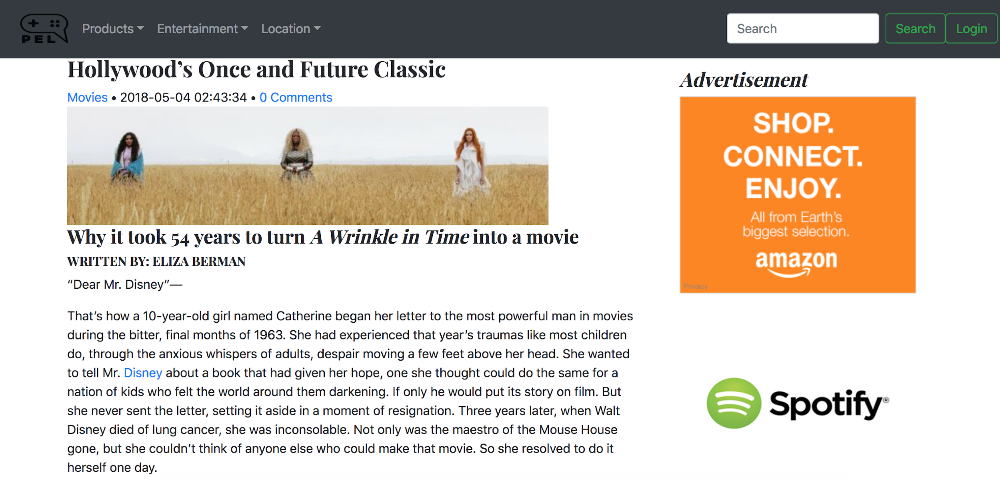 PEL
Products
Entertainment
Location
Search
Search
Login
Hollywood’s Once and Future Classic
Movies • 2018-05-04 02:43:34 • 0 Comments
Why it took 54 years to turn A Wrinkle in Time into a movie
WRITTEN BY: ELIZA BERMAN
“Dear Mr. Disney”—
That’s how a 10-year-old girl named Catherine began her letter to the most powerful man in movies
during the bitter, final months of 1963. She had experienced that year’s traumas like most children
do, through the anxious whispers of adults, despair moving a few feet above her head. She wanted
to tell Mr. Disney about a book that had given her hope, one she thought could do the same for a
nation of kids who felt the world around them darkening. If only he would put its story on film. But
she never sent the letter, setting it aside in a moment of resignation. Three years later, when Walt
Disney died of lung cancer, she was inconsolable. Not only was the maestro of the Mouse House
gone, but she couldn’t think of anyone else who could make that movie. So she resolved to do it
herself one day.
Advertisement
SHOP.
CONNECT.
ENJOY.
All from Earth’s
biggest selection.
amazon
Privacy
Spotify®